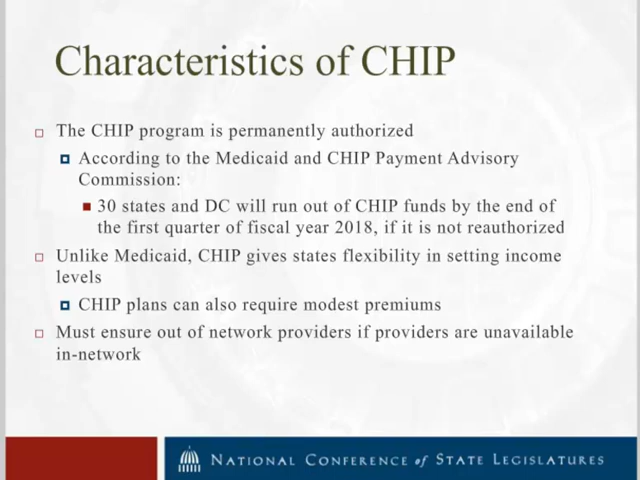 Characteristics of CHIP
The CHIP program is permanently authorized
According to the Medicaid and CHIP Payment Advisory
Commission:
30 states and DC will run out of CHIP funds by the end of
the first quarter of fiscal year 2018, if it is not reauthorized
Unlike Medicaid, CHIP gives states flexibility in setting income
levels
CHIP plans can also require modest premiums
Must ensure out of network providers if providers are unavailable
in-network
NATIONAL CONFERENCE of STATE LEGISLATURES